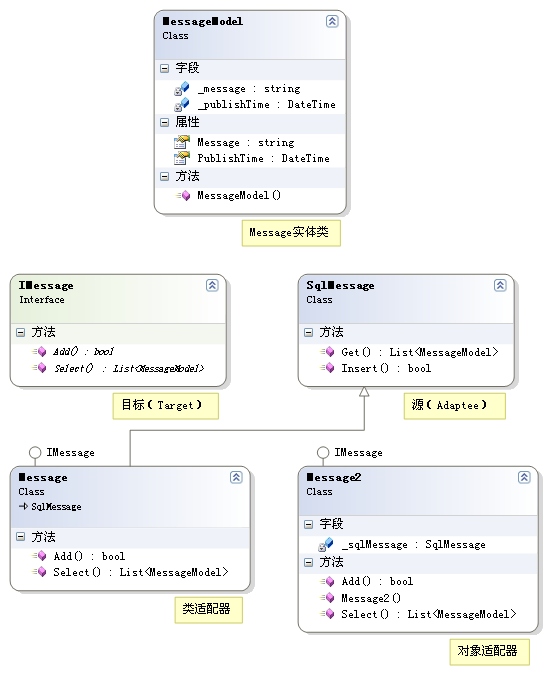 MessageModel
Class
字段
_message : string
_publishTime : DateTime
属性
Message : string
PublishTime : DateTime
方法
MessageModel()
Message实体类
IMessage
Interface
方法
Add() : bool
Select() : List<MessageModel>
目标(Target)
SqlMessage
Class
方法
Get() : List<MessageModel>
Insert() : bool
源(Adaptee)
IMessage
Message
Class
SqlMessage
方法
Add() : bool
Select() : List<MessageModel>
类适配器
IMessage
Message2
Class
字段
_sqlMessage : SqlMessage
方法
Add() : bool
Message2()
Select() : List<MessageModel>
对象适配器